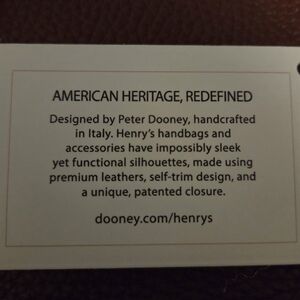 AMERICAN HERITAGE, REDEFINED
Designed by Peter Dooney, handcrafted
in Italy. Henry's handbags and
accessories have impossibly sleek
yet functional silhouettes, made using
premium leathers, self-trim design, and
a unique, patented closure.
dooney.com/henrys